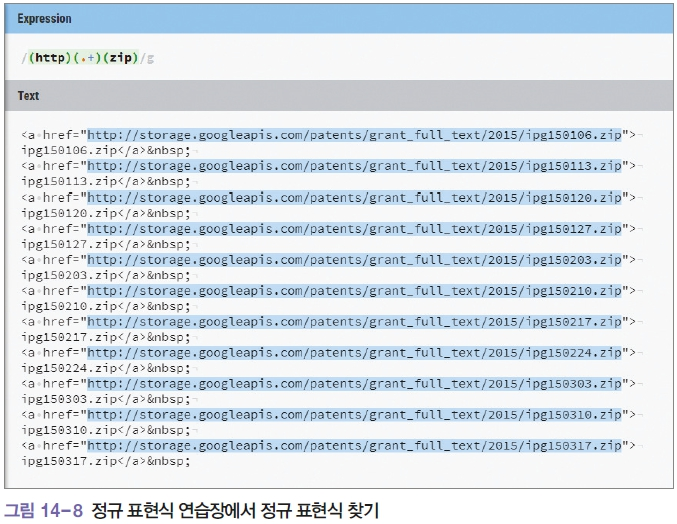 Expression
/(http)(.+)(zip)/g
Text
<a href="http://storage.googleapis.com/patents/grant_full_text/2015/ipg150106.zip">
ipg150106.zip</a>&nbsp;
<a href="http://storage.googleapis.com/patents/grant_full_text/2015/ipg150113.zip">
ipg150113.zip</a>&nbsp;
<a href="http://storage.googleapis.com/patents/grant_full_text/2015/ipg150120.zip">
ipg150120.zip</a>&nbsp;
<a href="http://storage.googleapis.com/patents/grant_full_text/2015/ipg150127.zip">
ipg150127.zip</a>&nbsp;
<a href="http://storage.googleapis.com/patents/grant_full_text/2015/ipg150203.zip">
ipg150203.zip</a>&nbsp;
<a href="http://storage.googleapis.com/patents/grant_full_text/2015/ipg150210.zip">
ipg150210.zip</a>&nbsp;
<a href="http://storage.googleapis.com/patents/grant_full_text/2015/ipg150217.zip">
ipg150217.zip</a>&nbsp;
<a href="http://storage.googleapis.com/patents/grant_full_text/2015/ipg150224.zip">
ipg150224.zip</a>&nbsp;
<a href="http://storage.googleapis.com/patents/grant_full_text/2015/ipg150303.zip">
ipg150303.zip</a>&nbsp;
<a href="http://storage.googleapis.com/patents/grant_full_text/2015/ipg150310.zip">
ipg150310.zip</a>&nbsp;
<a href="http://storage.googleapis.com/patents/grant_full_text/2015/ipg150317.zip">
ipg150317.zip</a>&nbsp;
그림 14-8 정규 표현식 연습장에서 정규 표현식 찾기